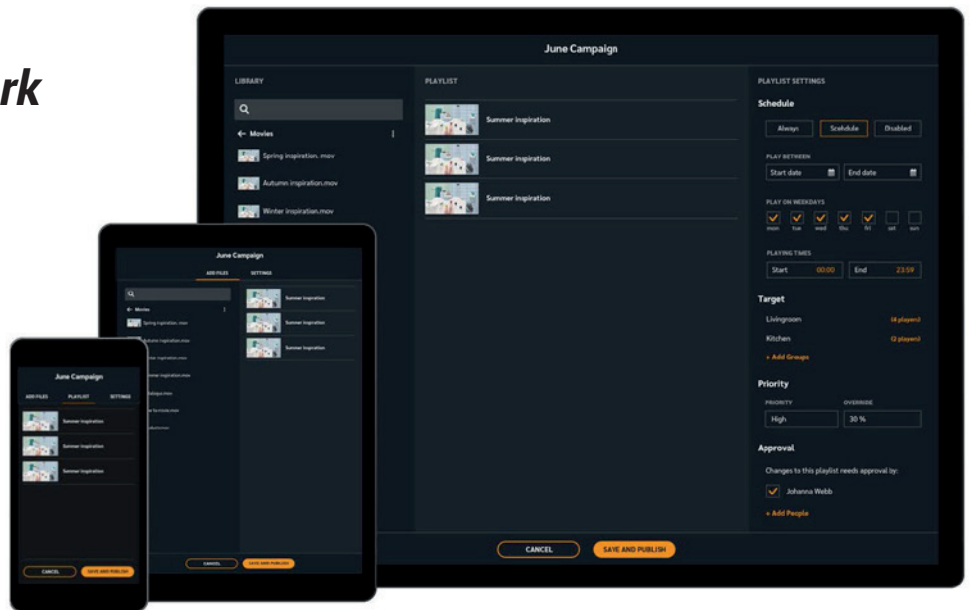 rk
June Campaign
LIBRARY
Movies
Spring inspiration. mov
Autumn inspiration.mov
Winter inspiration.mov
PLAYLIST
Summer inspiration
Summer inspiration
Summer inspiration
PLAYLIST SETTINGS
Schedule
Always Scehdule Disabled
PLAY BETWEEN
Start date End date
PLAY ON WEEKDAYS
mon tue wed thu fri sat sun
PLAYING TIMES
Start 00:00 End 23:59
Target
Livingroom (4 players)
Kitchen (2 players)
+ Add Groups
Priority
PRIORITY OVERRIDE
High 30 %
Approval
Changes to this playlist needs approval by:
Johanna Webb
+ Add People
CANCEL SAVE AND PUBLISH
June Campaign
ADD FILES SETTINGS
Movies
Spring inspiration. mov
Summer inspiration
Summer inspiration
Summer inspiration
CANCEL SAVE AND PUBLISH
June Campaign
ADD FILES PLAYLIST SETTINGS
Summer inspiration
Summer inspiration
Summer inspiration
CANCEL SAVE AND PUBLISH